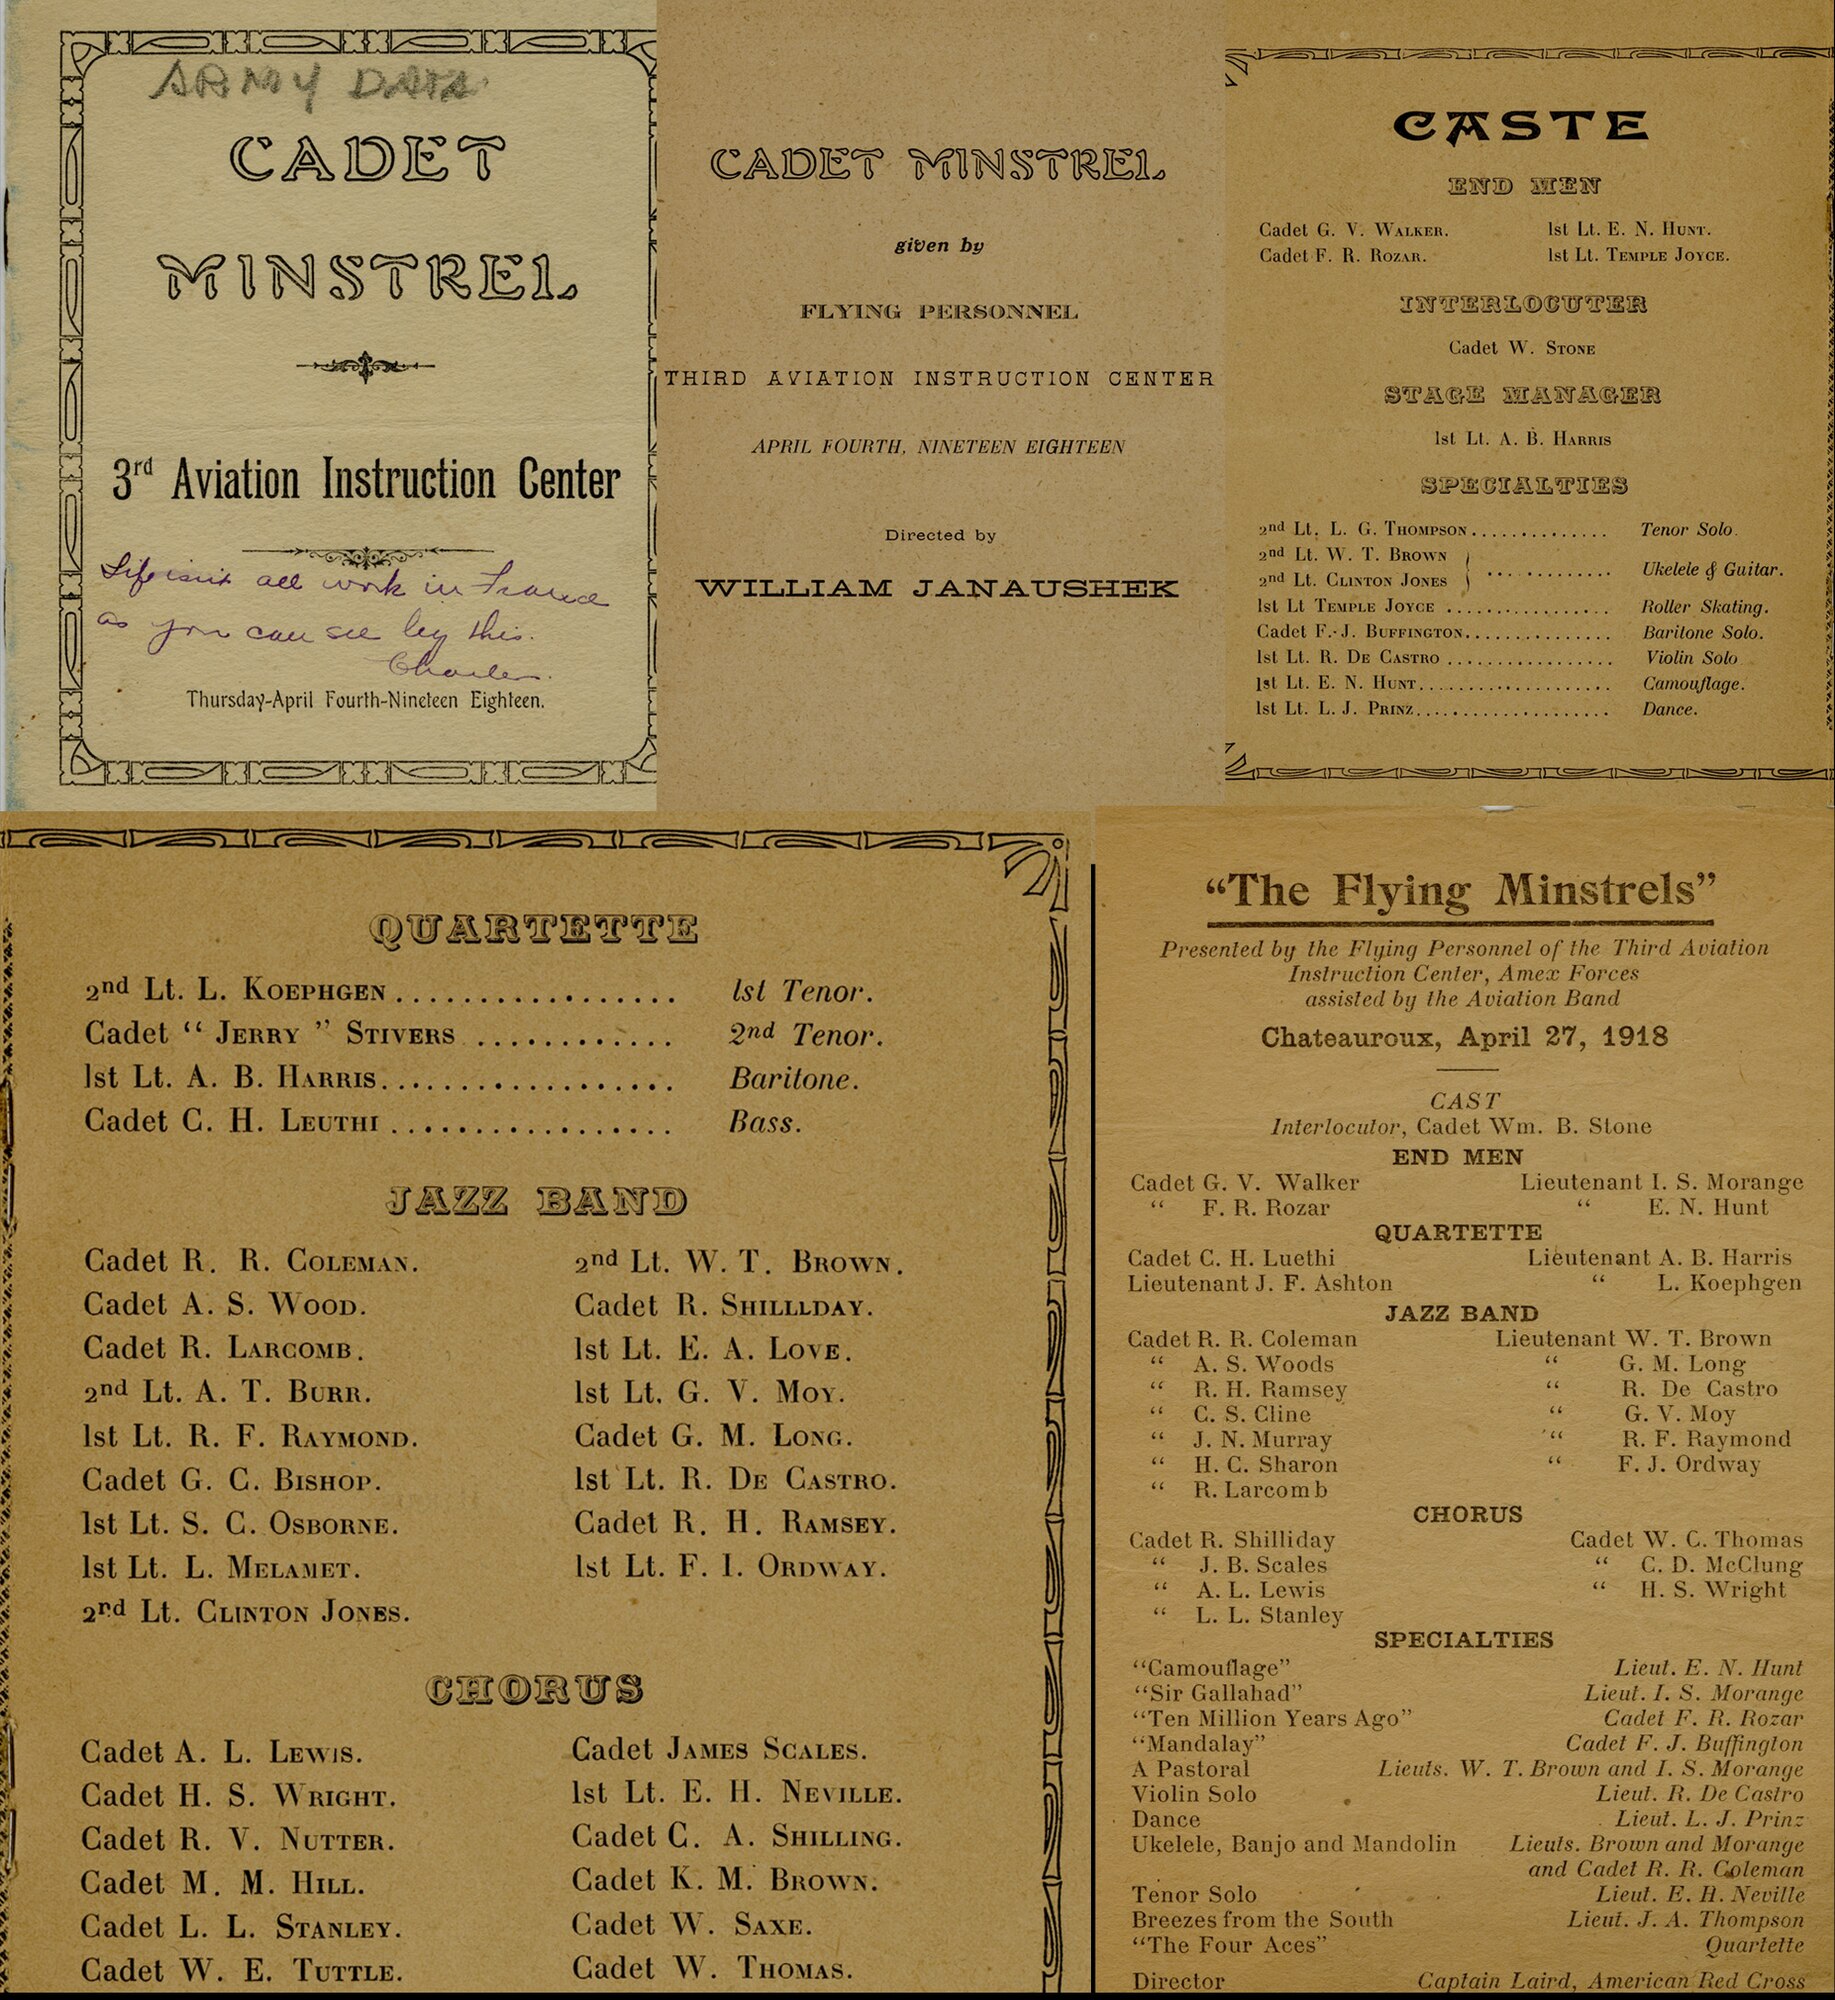 ARMY DATA
CADET
MINSTREL
3rd Aviation Instruction Center
Life isn't all work in France
as you can see by this.
Charles.
Thursday-April Fourth-Nineteen Eighteen.
CADET MINSTREL
given by
FLYING PERSONNEL
THIRD AVIATION INSTRUCTION CENTER
APRIL FOURTH, NINETEEN EIGHTEEN
Directed by
WILLIAM JANAUSHEK
CASTE
END MEN
Cadet G. V. WALKER. 1st Lt. E. N. HUNT.
Cadet F. R. ROZAR. 1st Lt. TEMPLE JOYCE.
INTERLOCUTER
Cadet W. STONE
STAGE MANAGER
1st Lt. A. B. HARRIS
SPECIALTIES
2nd Lt. L. G. THOMPSON.............. Tenor Solo.
2nd Lt. W. T. BROWN
2nd Lt. CLINTON JONES } ............ Ukelele & Guitar.
1st Lt TEMPLE JOYCE ................ Roller Skating.
Cadet F.-J. BUFFINGTON.............. Baritone Solo.
1st Lt. R. DE CASTRO ................ Violin Solo
1st Lt. E. N. HUNT.................... Camouflage.
1st Lt. L. J. PRINZ.................... Dance.
QUARTETTE
2nd Lt. L. KOEPHGEN ................. 1st Tenor.
Cadet “ JERRY ” STIVERS ............ 2nd Tenor.
1st Lt. A. B. HARRIS.................. Baritone.
Cadet C. H. LEUTHI ................. Bass.
JAZZ BAND
Cadet R. R. COLEMAN. 2nd Lt. W. T. BROWN.
Cadet A. S. WOOD. Cadet R. SHILLLDAY.
Cadet R. LARCOMB. 1st Lt. E. A. LOVE.
2nd Lt. A. T. BURR. 1st Lt. G. V. MOY.
1st Lt. R. F. RAYMOND. Cadet G. M. LONG.
Cadet G. C. BISHOP. 1st Lt. R. DE CASTRO.
1st Lt. S. C. OSBORNE. Cadet R. H. RAMSEY.
1st Lt. L. MELAMET. 1st Lt. F. I. ORDWAY.
2nd Lt. CLINTON JONES.
CHORUS
Cadet A. L. LEWIS. Cadet JAMES SCALES.
Cadet H. S. WRIGHT. 1st Lt. E. H. NEVILLE.
Cadet R. V. NUTTER. Cadet C. A. SHILLING.
Cadet M. M. HILL. Cadet K. M. BROWN.
Cadet L. L. STANLEY. Cadet W. SAXE.
Cadet W. E. TUTTLE. Cadet W. THOMAS.
“The Flying Minstrels”
Presented by the Flying Personnel of the Third Aviation
Instruction Center, Amex Forces
assisted by the Aviation Band
Chateauroux, April 27, 1918
CAST
Interlocutor, Cadet Wm. B. Stone
END MEN
Cadet G. V. Walker Lieutenant I. S. Morange
“ F. R. Rozar “ E. N. Hunt
QUARTETTE
Cadet C. H. Luethi Lieutenant A. B. Harris
Lieutenant J. F. Ashton “ L. Koephgen
JAZZ BAND
Cadet R. R. Coleman Lieutenant W. T. Brown
“ A. S. Woods “ G. M. Long
“ R. H. Ramsey “ R. De Castro
“ C. S. Cline “ G. V. Moy
“ J. N. Murray “ R. F. Raymond
“ H. C. Sharon “ F. J. Ordway
“ R. Larcomb
CHORUS
Cadet R. Shilliday Cadet W. C. Thomas
“ J. B. Scales “ C. D. McClung
“ A. L. Lewis “ H. S. Wright
“ L. L. Stanley
SPECIALTIES
“Camouflage” Lieut. E. N. Hunt
“Sir Gallahad” Lieut. I. S. Morange
“Ten Million Years Ago” Cadet F. R. Rozar
“Mandalay” Cadet F. J. Buffington
A Pastoral Lieuts. W. T. Brown and I. S. Morange
Violin Solo Lieut. R. De Castro
Dance Lieut. L. J. Prinz
Ukelele, Banjo and Mandolin Lieuts. Brown and Morange
and Cadet R. R. Coleman
Tenor Solo Lieut. E. H. Neville
Breezes from the South Lieut. J. A. Thompson
“The Four Aces” Quartette
Director Captain Laird, American Red Cross